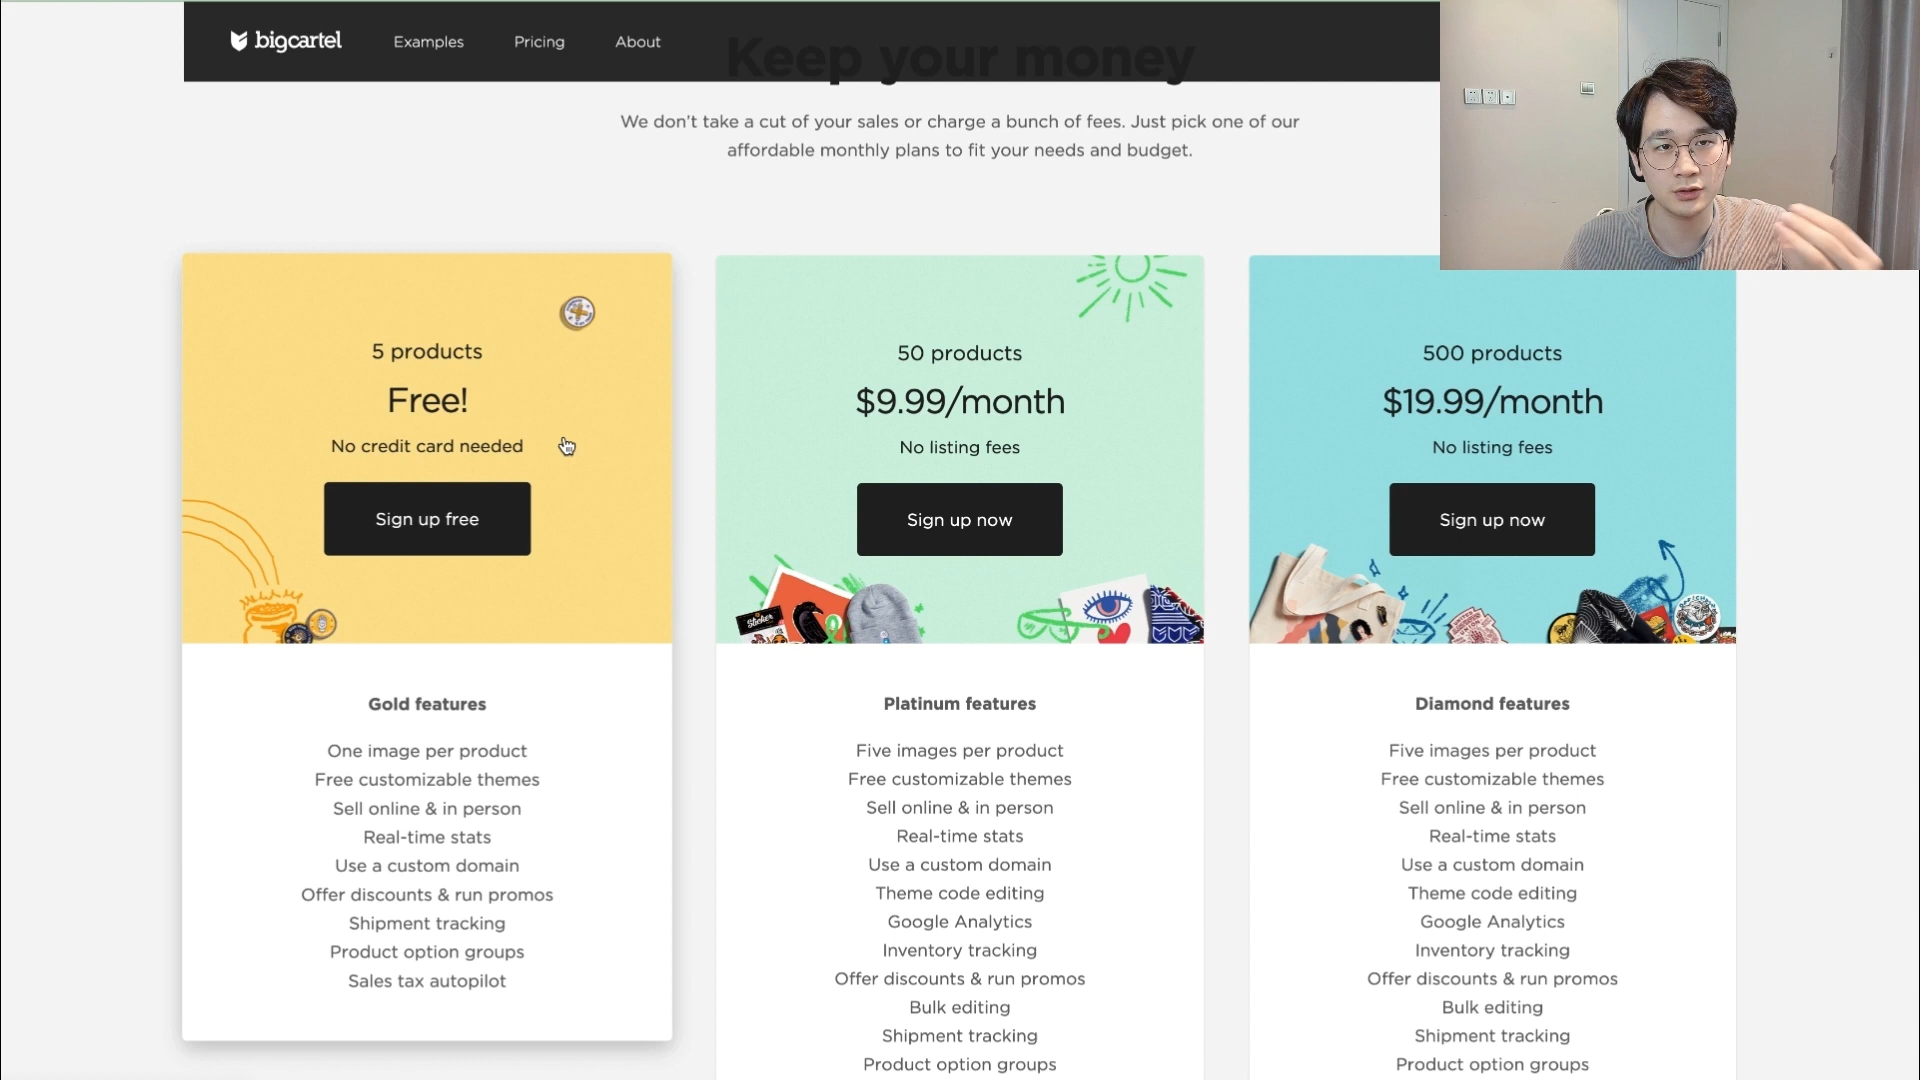 bigcartel
Examples
Pricing
About
Keep your money
We don't take a cut of your sales or charge a bunch of fees. Just pick one of our
affordable monthly plans to fit your needs and budget.
5 products
Free!
No credit card needed
Sign up free
Gold features
One image per product
Free customizable themes
Sell online & in person
Real-time stats
Use a custom domain
Offer discounts & run promos
Shipment tracking
Product option groups
Sales tax autopilot
50 products
$9.99/month
No listing fees
Sign up now
Sticker
Platinum features
Five images per product
Free customizable themes
Sell online & in person
Real-time stats
Use a custom domain
Theme code editing
Google Analytics
Inventory tracking
Offer discounts & run promos
Bulk editing
Shipment tracking
Product option groups
500 products
$19.99/month
No listing fees
Sign up now
Diamond features
Five images per product
Free customizable themes
Sell online & in person
Real-time stats
Use a custom domain
Theme code editing
Google Analytics
Inventory tracking
Offer discounts & run promos
Bulk editing
Shipment tracking
Product option groups